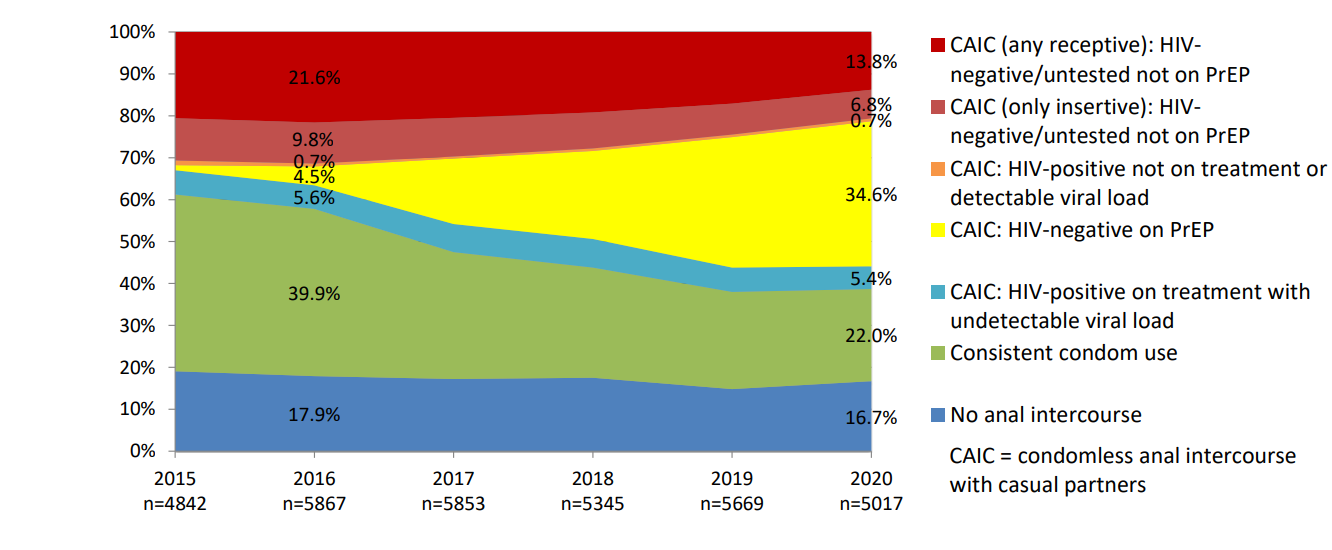 100%
90%
80%
70%
60%
50%
40%
30%
20%
10%
0%
21.6%
9.8%
0.7%
4.5%
5.6%
39.9%
17.9%
13.8%
6.8%
0.7%
34.6%
5.4%
22.0%
16.7%
2015 2016 2017 2018 2019 2020
n=4842 n=5867 n=5853 n=5345 n=5669 n=5017
CAIC (any receptive): HIV-
negative/untested not on PrEP
CAIC (only insertive): HIV-
negative/untested not on PrEP
CAIC: HIV-positive not on treatment or
detectable viral load
CAIC: HIV-negative on PrEP
CAIC: HIV-positive on treatment with
undetectable viral load
Consistent condom use
No anal intercourse
CAIC = condomless anal intercourse
with casual partners